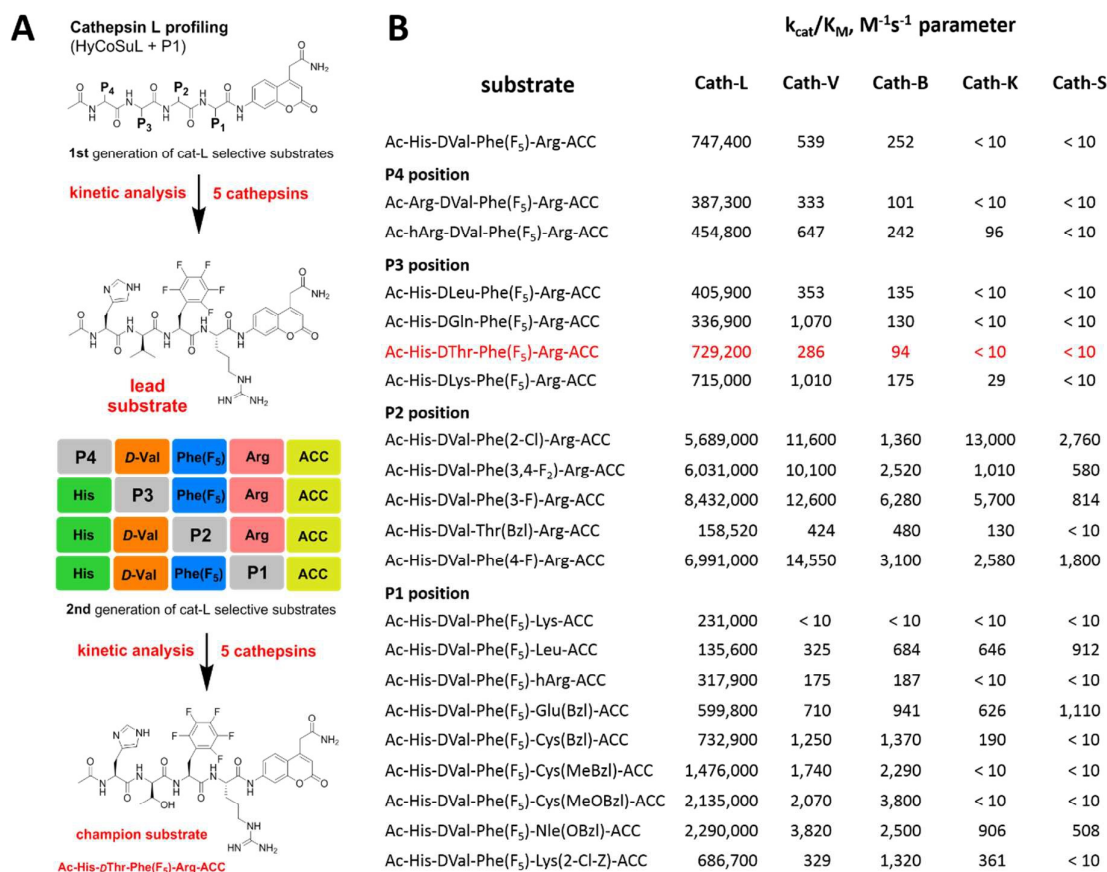 A
Cathepsin L profiling
(HyCoSuL + P1)
P4
P2
P3
P1
1st generation of cat-L selective substrates
kinetic analysis 5 cathepsins
lead
substrate
P4 D-Val Phe(F5) Arg ACC
His P3 Phe(F5) Arg ACC
His D-Val P2 Arg ACC
His D-Val Phe(F5) P1 ACC
2nd generation of cat-L selective substrates
kinetic analysis 5 cathepsins
champion substrate
Ac-His-DThr-Phe(F5)-Arg-ACC
B
kcat/KM, M-1s-1 parameter
substrate Cath-L Cath-V Cath-B Cath-K Cath-S
Ac-His-DVal-Phe(F5)-Arg-ACC 747,400 539 252 < 10 < 10
P4 position
Ac-Arg-DVal-Phe(F5)-Arg-ACC 387,300 333 101 < 10 < 10
Ac-hArg-DVal-Phe(F5)-Arg-ACC 454,800 647 242 96 < 10
P3 position
Ac-His-DLeu-Phe(F5)-Arg-ACC 405,900 353 135 < 10 < 10
Ac-His-DGln-Phe(F5)-Arg-ACC 336,900 1,070 130 < 10 < 10
Ac-His-DThr-Phe(F5)-Arg-ACC 729,200 286 94 < 10 < 10
Ac-His-DLys-Phe(F5)-Arg-ACC 715,000 1,010 175 29 < 10
P2 position
Ac-His-DVal-Phe(2-Cl)-Arg-ACC 5,689,000 11,600 1,360 13,000 2,760
Ac-His-DVal-Phe(3,4-F2)-Arg-ACC 6,031,000 10,100 2,520 1,010 580
Ac-His-DVal-Phe(3-F)-Arg-ACC 8,432,000 12,600 6,280 5,700 814
Ac-His-DVal-Thr(Bzl)-Arg-ACC 158,520 424 480 130 < 10
Ac-His-DVal-Phe(4-F)-Arg-ACC 6,991,000 14,550 3,100 2,580 1,800
P1 position
Ac-His-DVal-Phe(F5)-Lys-ACC 231,000 < 10 < 10 < 10 < 10
Ac-His-DVal-Phe(F5)-Leu-ACC 135,600 325 684 646 912
Ac-His-DVal-Phe(F5)-hArg-ACC 317,900 175 187 < 10 < 10
Ac-His-DVal-Phe(F5)-Glu(Bzl)-ACC 599,800 710 941 626 1,110
Ac-His-DVal-Phe(F5)-Cys(Bzl)-ACC 732,900 1,250 1,370 190 < 10
Ac-His-DVal-Phe(F5)-Cys(MeBzl)-ACC 1,476,000 1,740 2,290 < 10 < 10
Ac-His-DVal-Phe(F5)-Cys(MeOBzl)-ACC 2,135,000 2,070 3,800 < 10 < 10
Ac-His-DVal-Phe(F5)-Nle(OBzl)-ACC 2,290,000 3,820 2,500 906 508
Ac-His-DVal-Phe(F5)-Lys(2-Cl-Z)-ACC 686,700 329 1,320 361 < 10